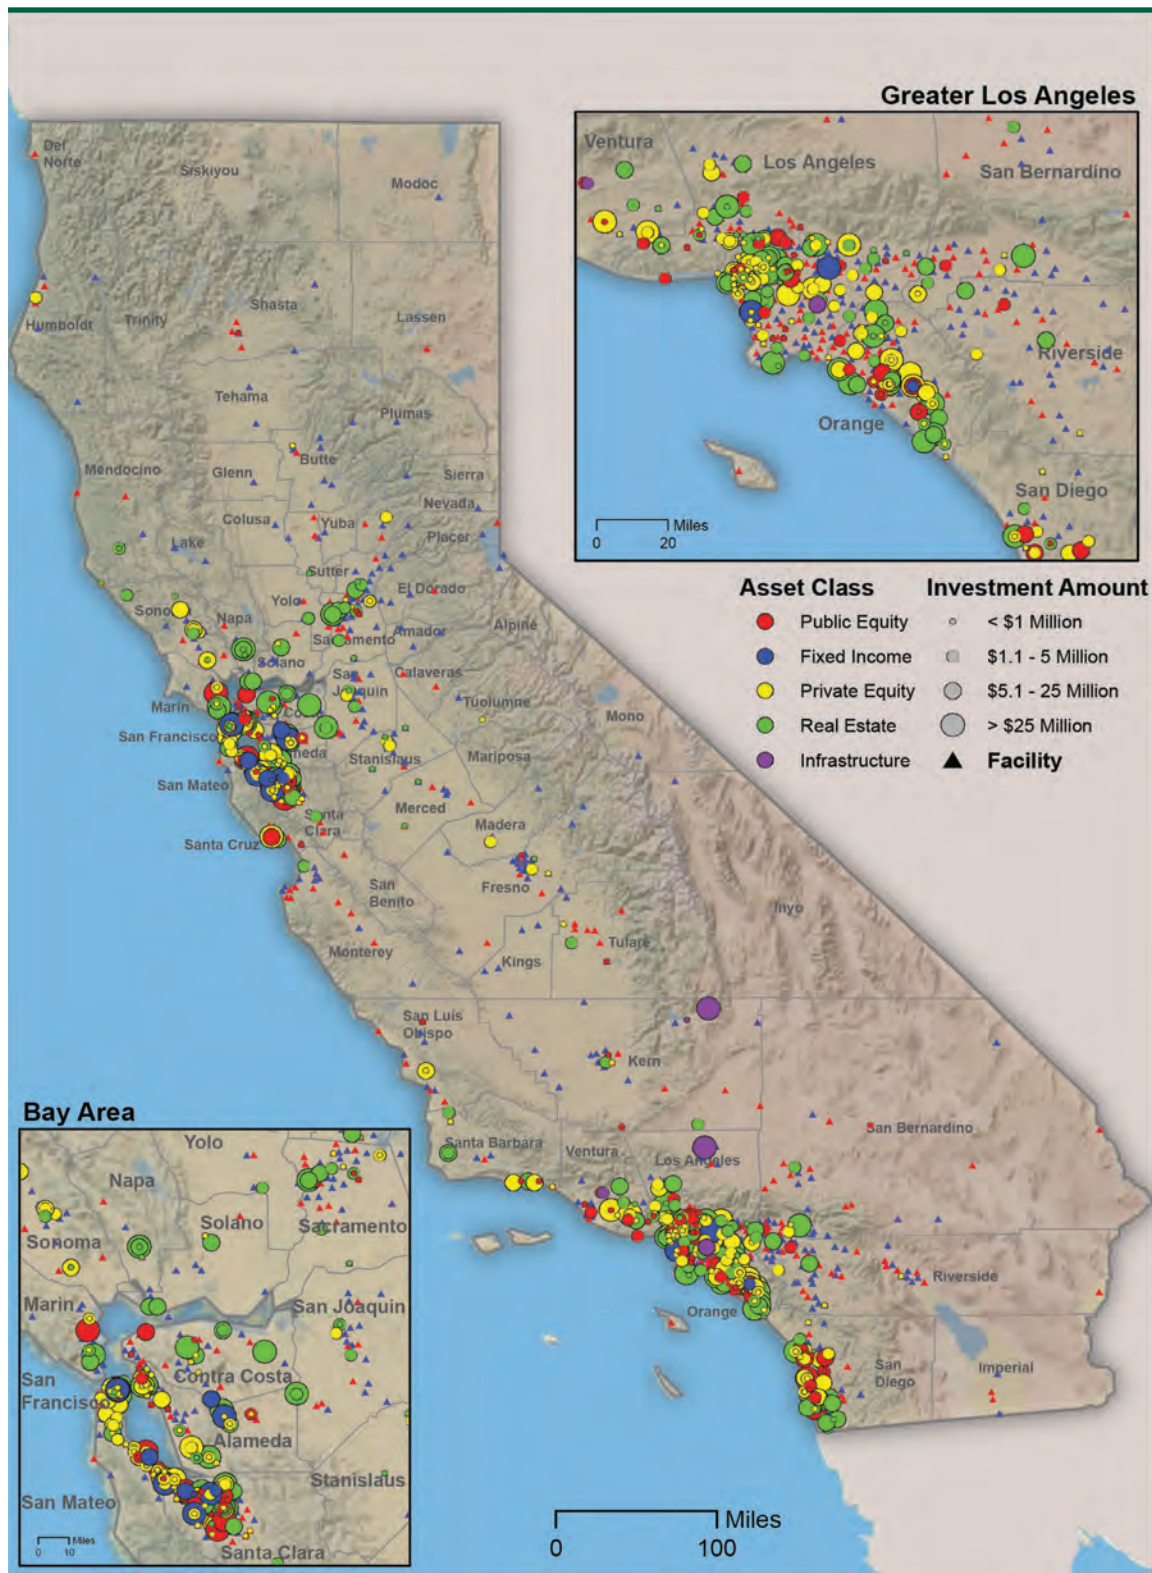 Greater Los Angeles
Ventura
Los Angeles
San Bernardino
Riverside
Orange
San Diego
Miles
0 20
Asset Class
Public Equity
Fixed Income
Private Equity
Real Estate
Infrastructure
Investment Amount
< $1 Million
$1.1 - 5 Million
$5.1 - 25 Million
> $25 Million
Facility
Del
Norte
Siskiyou
Modoc
Humboldt
Trinity
Shasta
Lassen
Tehama
Plumas
Mendocino
Glenn
Butte
Sierra
Colusa
Yuba
Nevada
Placer
Lake
Sutter
El Dorado
Sonoma
Napa
Yolo
Sacramento
Amador
Alpine
Solano
Calaveras
San
Joaquin
Tuolumne
Mono
Marin
San Francisco
Stanislaus
Mariposa
San Mateo
Merced
Santa
Clara
Madera
Santa Cruz
San
Benito
Fresno
Inyo
Monterey
Kings
Tulare
San Luis
Obispo
Kern
Santa Barbara
Ventura
Los Angeles
San Bernardino
Riverside
Orange
San
Diego
Imperial
Bay Area
Yolo
Napa
Solano
Sacramento
Sonoma
Marin
San Joaquin
Contra Costa
San
Francisco
Alameda
Stanislaus
San Mateo
Miles
0 10
Santa Clara
Miles
0 100